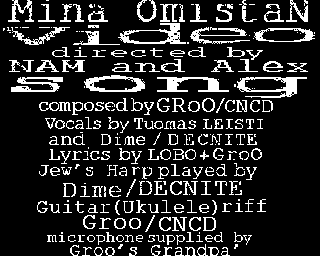 Mina OmistaN
Video
directed by
NAM and Alex
song
composed by GRoO/CNCD
Vocals by Tuomas LEISTI
and Dime/DECNITE
Lyrics by LOBO+GroO
Jew's Harp played by
Dime/DECNITE
Guitar(Ukulele)riff
Groo/CNCD
microphone supplied by
Groo's Grandpa'